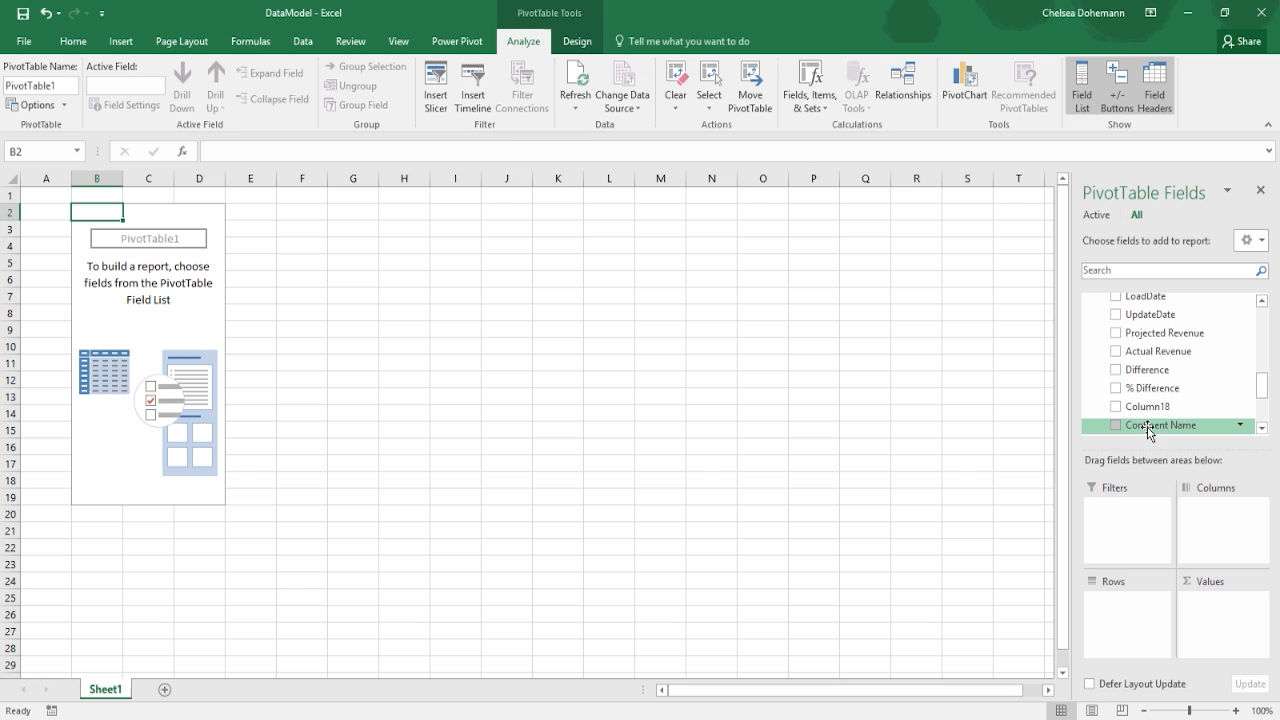 DataModel - Excel
PivotTable Tools
Chelsea Dohemann
File Home Insert Page Layout Formulas Data Review View Power Pivot Analyze Design Tell me what you want to do Share
PivotTable Name:
PivotTable1
Options
PivotTable
Active Field:
Field Settings
Drill Down
Drill Up
Expand Field
Collapse Field
Active Field
Group Selection
Ungroup
Group Field
Group
Insert Slicer
Insert Timeline
Filter Connections
Filter
Refresh
Change Data Source
Data
Clear
Select
Move PivotTable
Actions
Fields, Items, & Sets
OLAP Tools
Relationships
Calculations
PivotChart
Recommended PivotTables
Tools
Field List
+/- Buttons
Field Headers
Show
B2
fx
A B C D E F G H I J K L M N O P Q R S T
1
2
3
4
5
6
7
8
9
10
11
12
13
14
15
16
17
18
19
20
21
22
23
24
25
26
27
28
29
PivotTable1
To build a report, choose
fields from the PivotTable
Field List
PivotTable Fields
Active All
Choose fields to add to report:
Search
LoadDate
UpdateDate
Projected Revenue
Actual Revenue
Difference
% Difference
Column18
Name
Drag fields between areas below:
Filters
Columns
Rows
Σ Values
Defer Layout Update
Update
Sheet1
Ready
100%